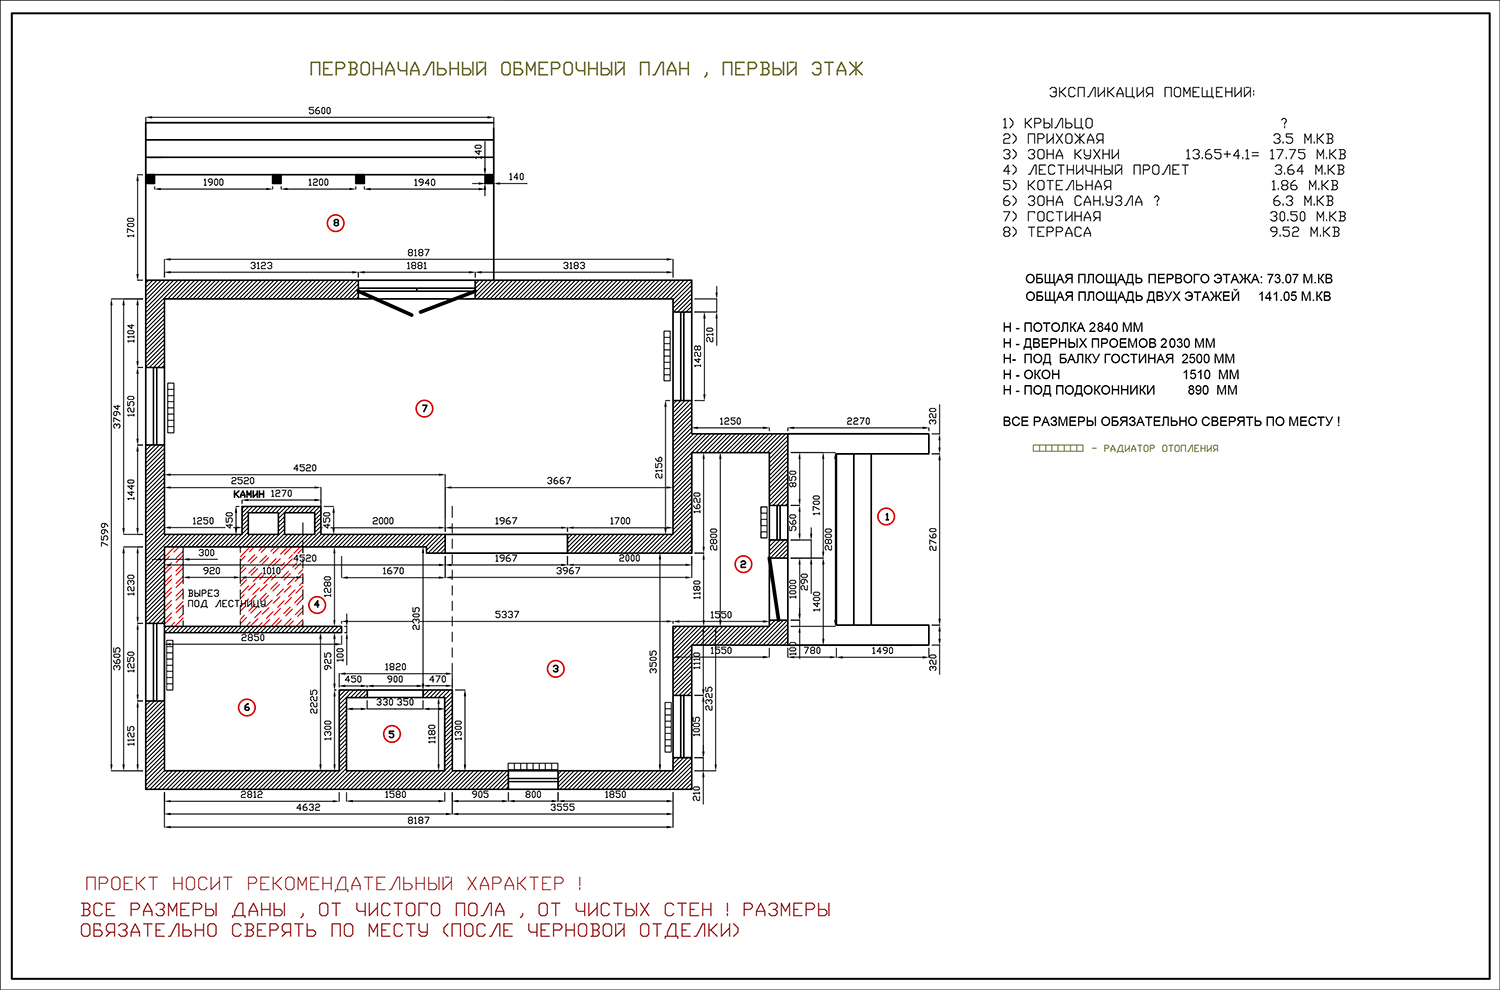 ПЕРВОНАЧАЛЬНЫЙ ОБМЕРОЧНЫЙ ПЛАН , ПЕРВЫЙ ЭТАЖ
ЭКСПЛИКАЦИЯ ПОМЕЩЕНИЙ:
1) КРЫЛЬЦО ?
2) ПРИХОЖАЯ 3.5 М.КВ
3) ЗОНА КУХНИ 13.65+4.1= 17.75 М.КВ
4) ЛЕСТНИЧНЫЙ ПРОЛЕТ 3.64 М.КВ
5) КОТЕЛЬНАЯ 1.86 М.КВ
6) ЗОНА САН.УЗЛА ? 6.3 М.КВ
7) ГОСТИНАЯ 30.50 М.КВ
8) ТЕРРАСА 9.52 М.КВ
ОБЩАЯ ПЛОЩАДЬ ПЕРВОГО ЭТАЖА: 73.07 М.КВ
ОБЩАЯ ПЛОЩАДЬ ДВУХ ЭТАЖЕЙ 141.05 М.КВ
Н - ПОТОЛКА 2840 ММ
Н - ДВЕРНЫХ ПРОЕМОВ 2030 ММ
Н- ПОД БАЛКУ ГОСТИНАЯ 2500 ММ
Н - ОКОН 1510 ММ
Н - ПОД ПОДОКОННИКИ 890 ММ
ВСЕ РАЗМЕРЫ ОБЯЗАТЕЛЬНО СВЕРЯТЬ ПО МЕСТУ !
- РАДИАТОР ОТОПЛЕНИЯ
5600
140
1900 1200 1940 140
1700
8
8187
3123 1881 3183
1104
210
1428
3794
1250
7
1250 2270 320
1440
4520
2520 3667
2156
КАМИН 1270
450 450
1250 2000 1967 1700
7599
1620
2800
850
560
1700
2800
1
2760
300 4520 1967 2000
920 1010 1670 3967
1230
1280
2
1180
1000
290
1400
ВЫРЕЗ
ПОД ЛЕСТНИЦУ
4
2305
5337 1550
2850
100
1550 100 780 1490 320
3605
1250
925
1820
3
3505
1110
2325
450 900 470
6
2225
330 350
1125
1300
5
1180
1300
1005
210
2812 1580 905 800 1850
4632 3555
8187
ПРОЕКТ НОСИТ РЕКОМЕНДАТЕЛЬНЫЙ ХАРАКТЕР !
ВСЕ РАЗМЕРЫ ДАНЫ , ОТ ЧИСТОГО ПОЛА , ОТ ЧИСТЫХ СТЕН ! РАЗМЕРЫ
ОБЯЗАТЕЛЬНО СВЕРЯТЬ ПО МЕСТУ (ПОСЛЕ ЧЕРНОВОЙ ОТДЕЛКИ)